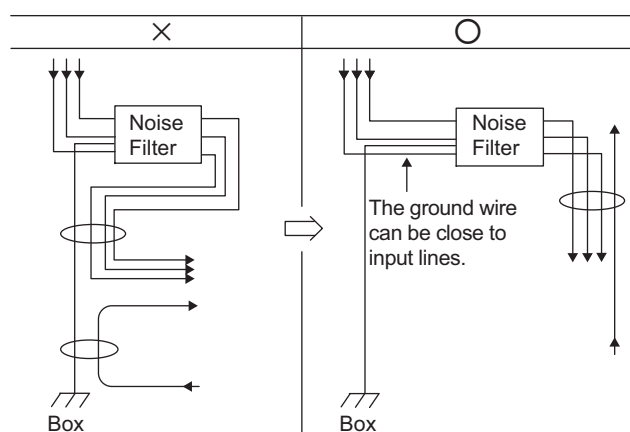 Noise
Filter
Box
Noise
Filter
The ground wire
can be close to
input lines.
Box